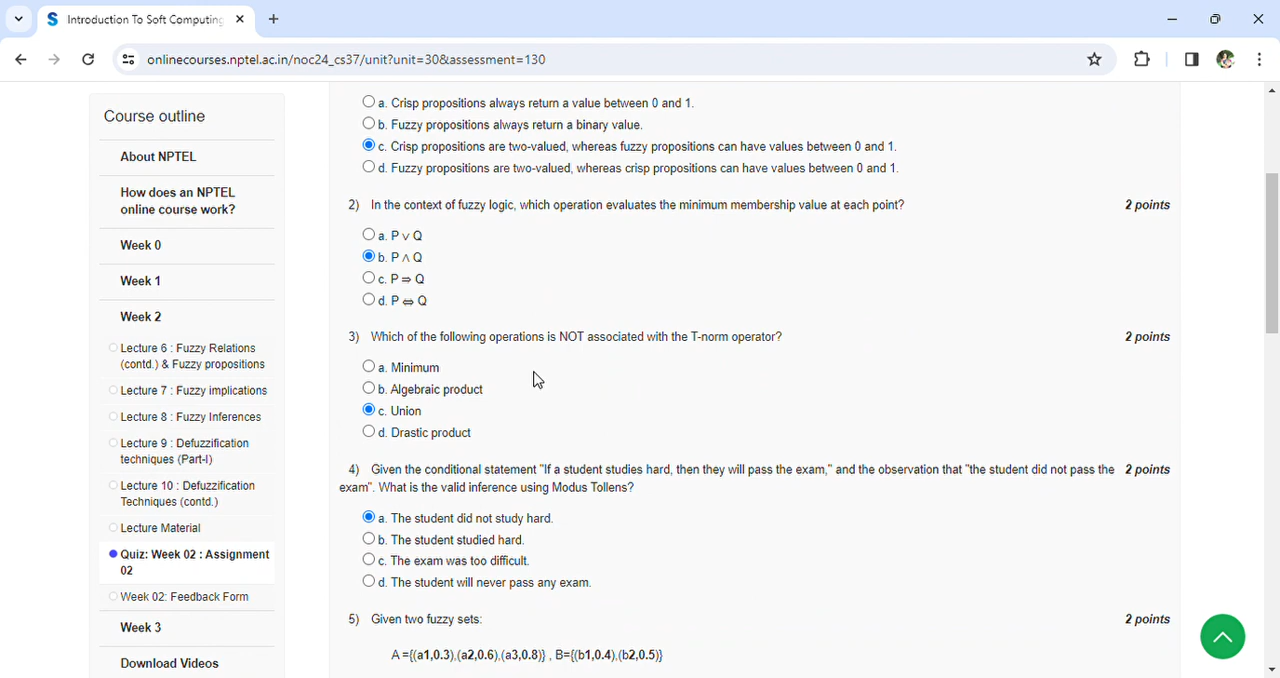 Introduction To Soft Computing
onlinecourses.nptel.ac.in/noc24_cs37/unit?unit=30&assessment=130
Course outline
About NPTEL
How does an NPTEL
online course work?
Week 0
Week 1
Week 2
Lecture 6 : Fuzzy Relations
(contd.) & Fuzzy propositions
Lecture 7 : Fuzzy implications
Lecture 8 : Fuzzy Inferences
Lecture 9 : Defuzzification
techniques (Part-I)
Lecture 10 : Defuzzification
Techniques (contd.)
Lecture Material
Quiz: Week 02 : Assignment
02
Week 02: Feedback Form
Week 3
Download Videos
a. Crisp propositions always return a value between 0 and 1.
b. Fuzzy propositions always return a binary value.
c. Crisp propositions are two-valued, whereas fuzzy propositions can have values between 0 and 1.
d. Fuzzy propositions are two-valued, whereas crisp propositions can have values between 0 and 1.
2) In the context of fuzzy logic, which operation evaluates the minimum membership value at each point? 2 points
a. P ∨ Q
b. P ∧ Q
c. P ⇒ Q
d. P ⇔ Q
3) Which of the following operations is NOT associated with the T-norm operator? 2 points
a. Minimum
b. Algebraic product
c. Union
d. Drastic product
4) Given the conditional statement "If a student studies hard, then they will pass the exam," and the observation that "the student did not pass the 2 points
exam". What is the valid inference using Modus Tollens?
a. The student did not study hard.
b. The student studied hard.
c. The exam was too difficult.
d. The student will never pass any exam.
5) Given two fuzzy sets: 2 points
A ={(a1,0.3),(a2,0.6),(a3,0.8)} , B={(b1,0.4),(b2,0.5)}